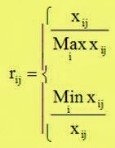 r_ij = { x_ij / Max_i x_ij
Min_i x_ij / x_ij